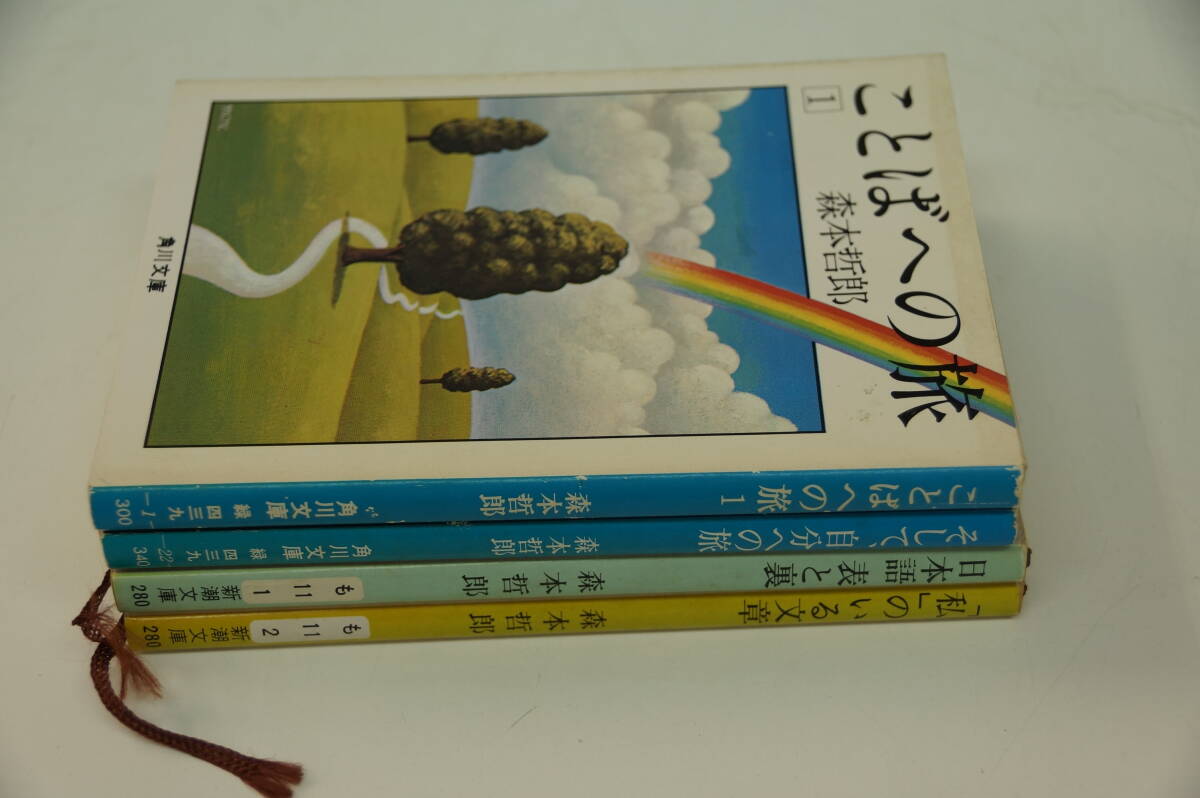 ことばへの旅
1
森本哲郎
角川文庫
ことばへの旅 1
森本哲郎
角川文庫
緑 四三九
300
そして、自分への旅
森本哲郎
角川文庫
緑 四三九
340
日本語 表と裏
森本哲郎
も
11
1
新潮文庫
280
「私」のいる文章
森本哲郎
も
11
2
新潮文庫
280